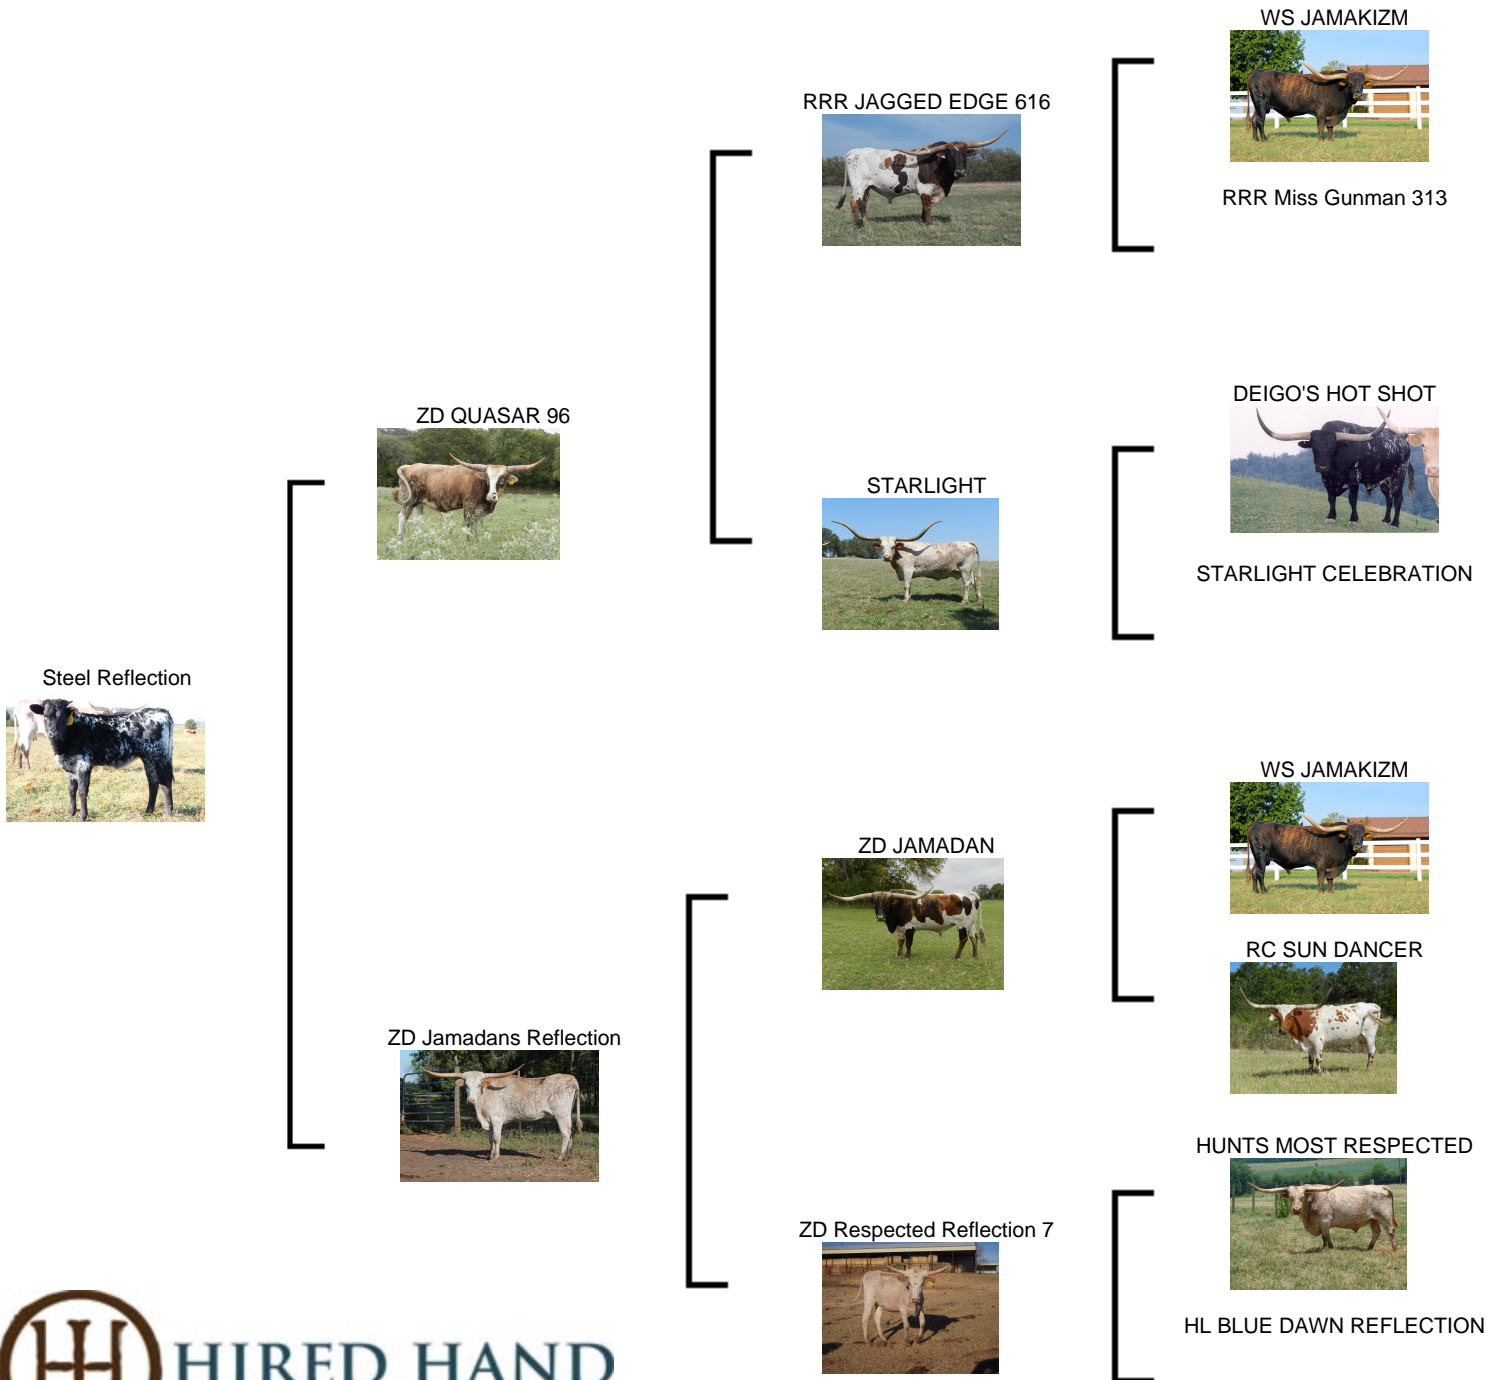 WS JAMAKIZM
RRR JAGGED EDGE 616
RRR Miss Gunman 313
DEIGO'S HOT SHOT
ZD QUASAR 96
STARLIGHT
STARLIGHT CELEBRATION
Steel Reflection
WS JAMAKIZM
ZD JAMADAN
RC SUN DANCER
ZD Jamadans Reflection
HUNTS MOST RESPECTED
ZD Respected Reflection 7
HL BLUE DAWN REFLECTION
HIRED HAND